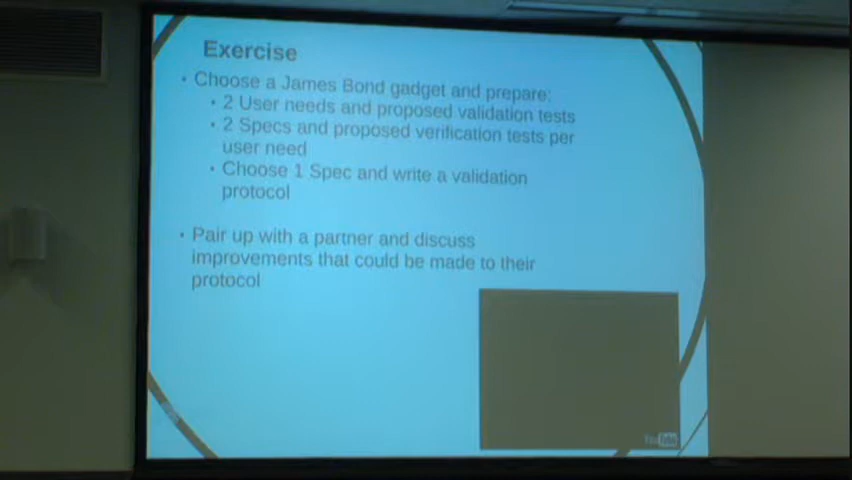 Exercise
• Choose a James Bond gadget and prepare:
• 2 User needs and proposed validation tests
• 2 Specs and proposed verification tests per
user need
• Choose 1 Spec and write a validation
protocol
• Pair up with a partner and discuss
improvements that could be made to their
protocol
YouTube